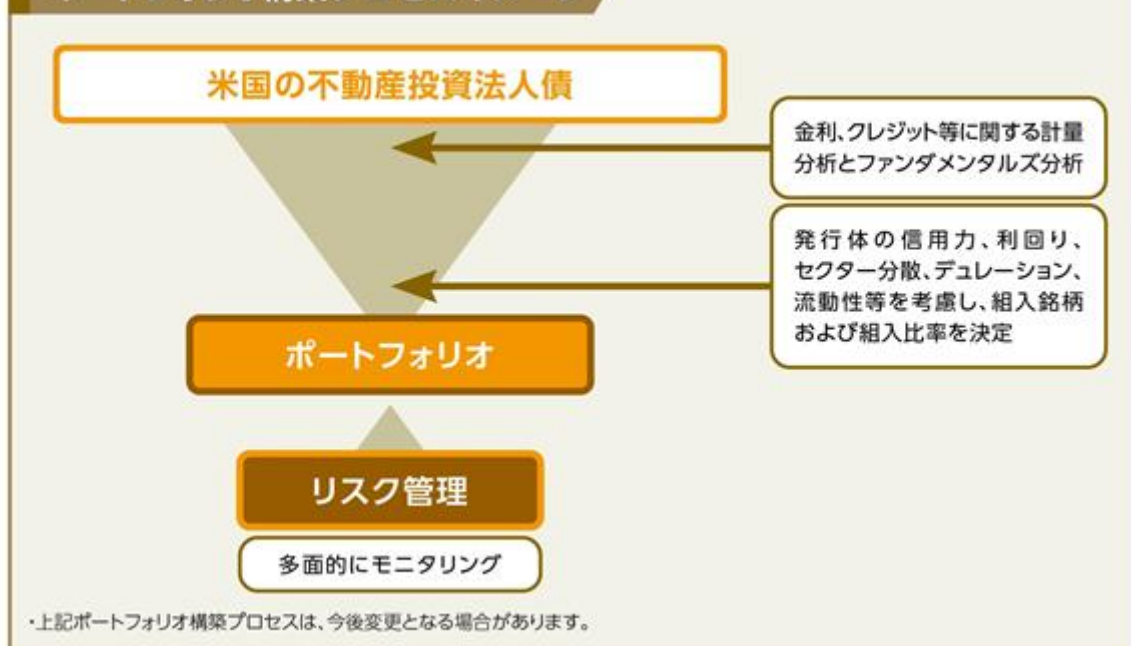 米国の不動産投資法人債
金利、クレジット等に関する計量
分析とファンダメンタルズ分析
発行体の信用力、利回り、
セクター分散、デュレーション、
流動性等を考慮し、組入銘柄
および組入比率を決定
ポートフォリオ
リスク管理
多面的にモニタリング
・上記ポートフォリオ構築プロセスは、今後変更となる場合があります。